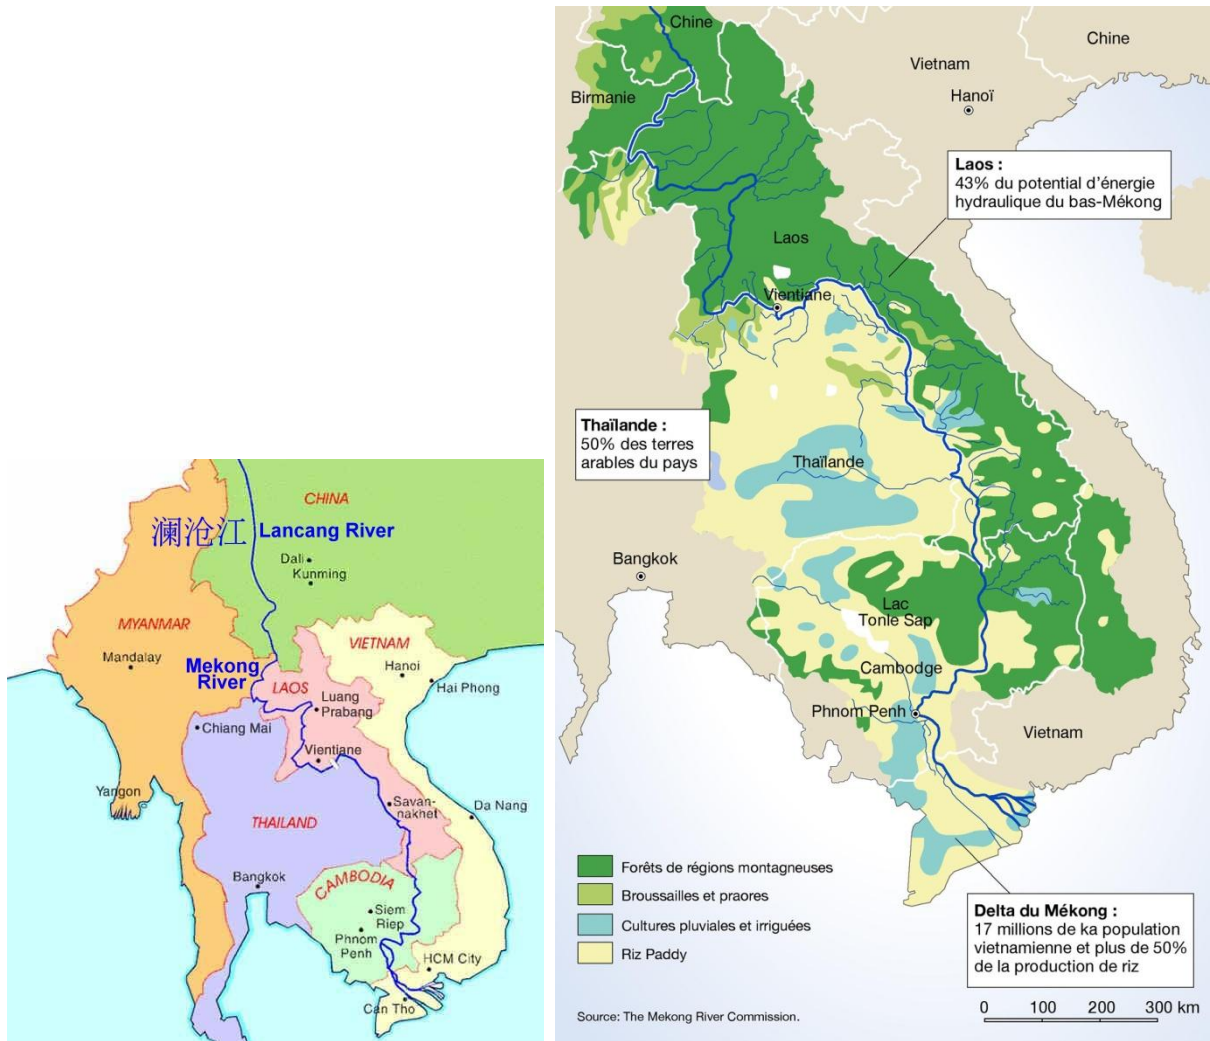 CHINA
澜沧江
Lancang River
Dali
Kunming
MYANMAR
Mandalay
VIETNAM
Hanoi
Hai Phong
Mekong
River
LAOS
Luang
Prabang
Chiang Mai
Vientiane
Yangon
Savan-
nakhet
Da Nang
THAILAND
Bangkok
CAMBODIA
Siem
Riep
Phnom
Penh
HCM City
Can Tho
Chine
Chine
Vietnam
Birmanie
Hanoï
Laos :
43% du potential d'énergie
hydraulique du bas-Mékong
Laos
Vientiane
Thaïlande :
50% des terres
arables du pays
Thaïlande
Bangkok
Lac
Tonle Sap
Cambodge
Phnom Penh
Vietnam
Forêts de régions montagneuses
Broussailles et praores
Cultures pluviales et irriguées
Riz Paddy
Delta du Mékong :
17 millions de ka population
vietnamienne et plus de 50%
de la production de riz
Source: The Mekong River Commission.
0 100 200 300 km